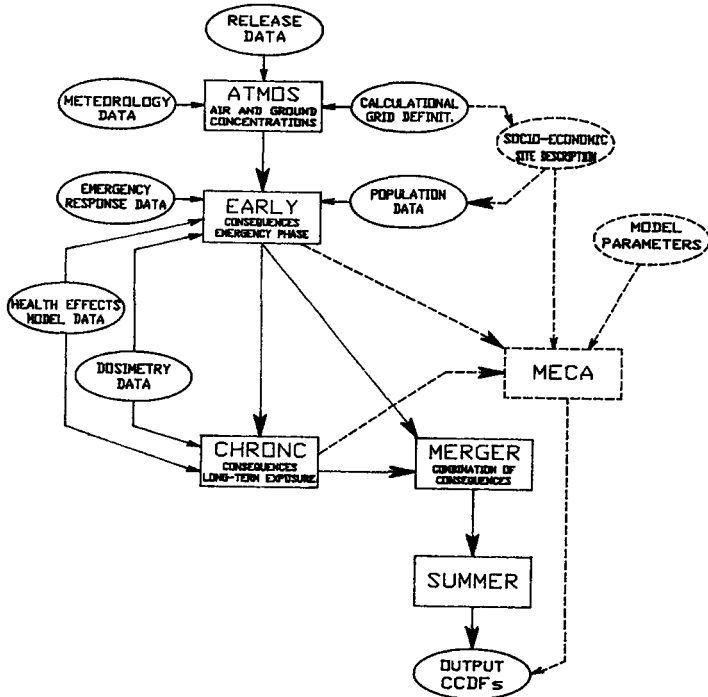 RELEASE
DATA
METEOROLOGY
DATA
ATMOS
AIR AND GROUND
CONCENTRATIONS
CALCULATIONAL
GRID DEFINIT.
SOCIO-ECONOMIC
SITE DESCRIPTION
EMERGENCY
RESPONSE DATA
EARLY
CONSEQUENCES
EMERGENCY PHASE
POPULATION
DATA
MODEL
PARAMETERS
HEALTH EFFECTS
MODEL DATA
DOSIMETRY
DATA
MECA
CHRONC
CONSEQUENCES
LONG-TERM EXPOSURE
MERGER
COMBINATION OF
CONSEQUENCES
SUMMER
OUTPUT
CCDFs